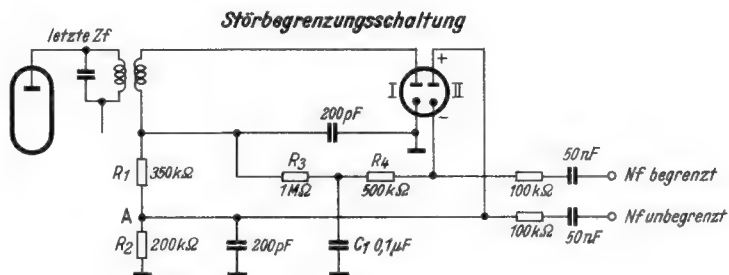 Störbegrenzungsschaltung
letzte Zf
+
I
II
-
200pF
R1
350kΩ
R3
1MΩ
R4
500kΩ
100kΩ
50nF
Nf begrenzt
A
100kΩ
50nF
Nf unbegrenzt
R2
200kΩ
200pF
C1 0,1µF